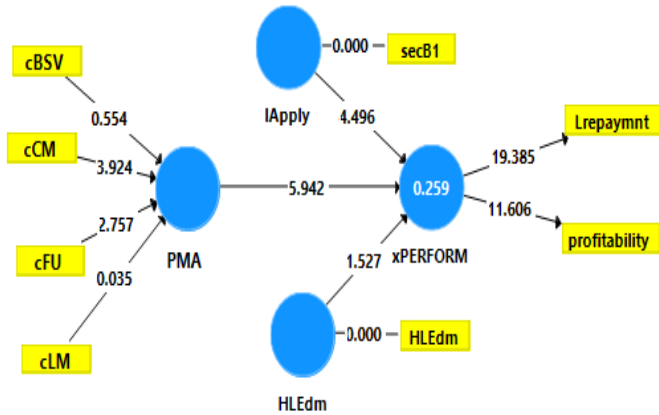 cBSV
0.554
cCM
3.924
cFU
2.757
0.035
cLM
PMA
5.942
0.000
secB1
IApply
4.496
0.259
xPERFORM
1.527
HLEdm
0.000
HLEdm
Lrepaymnt
19.385
11.606
profitability